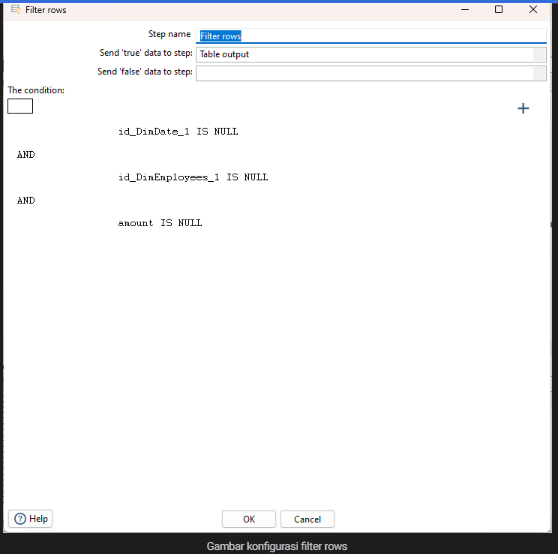 Filter rows
Step name
Filter rows
Send 'true' data to step:
Table output
Send 'false' data to step:
The condition:
id_DimDate_1 IS NULL
AND
id_DimEmployees_1 IS NULL
AND
amount IS NULL
Help
OK
Cancel
Gambar konfigurasi filter rows